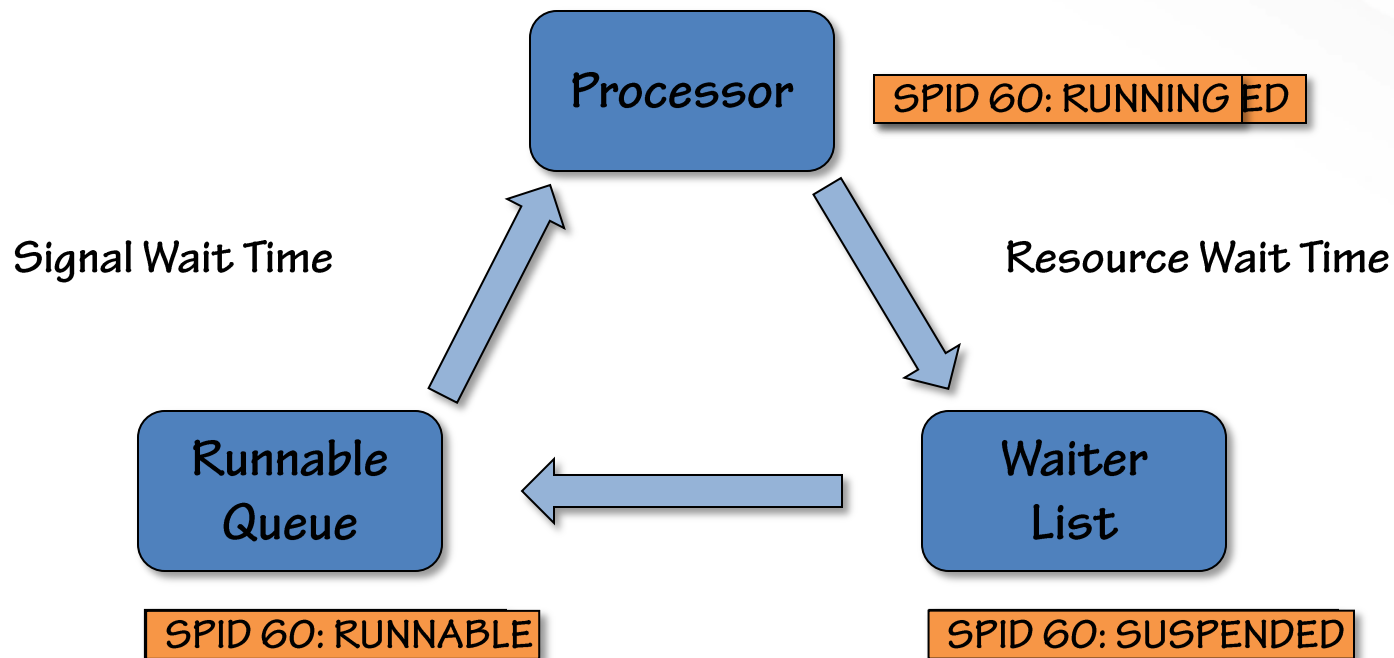 Processor
SPID 60: RUNNING ED
Signal Wait Time
Resource Wait Time
Runnable
Queue
Waiter
List
SPID 60: RUNNABLE
SPID 60: SUSPENDED